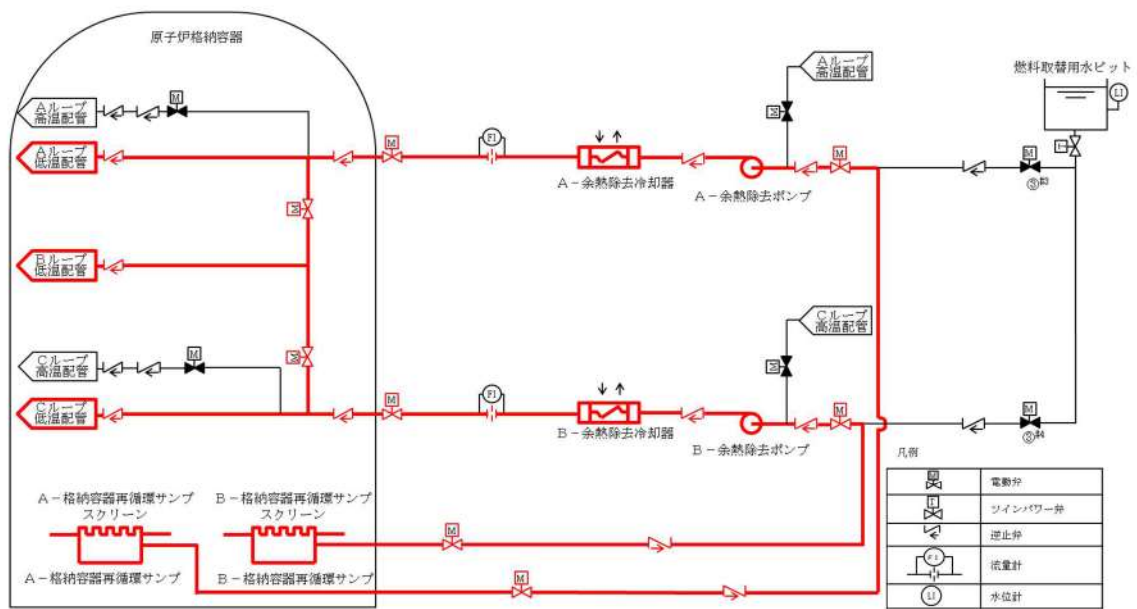 原子炉格納容器
Aループ
高温配管
燃料取替用水ピット
LI
M
Aループ
高温配管
M
Aループ
低温配管
M
FI
A-余熱除去冷却器
A-余熱除去ポンプ
M
M
③#3
M
Bループ
低温配管
Cループ
高温配管
M
M
Cループ
高温配管
M
Cループ
低温配管
M
FI
B-余熱除去冷却器
B-余熱除去ポンプ
M
M
T
A-格納容器再循環サンプ
スクリーン
B-格納容器再循環サンプ
スクリーン
M
A-格納容器再循環サンプ
B-格納容器再循環サンプ
M
凡例
M
電動弁
T
ツインパワー弁
逆止弁
FI
流量計
LI
水位計